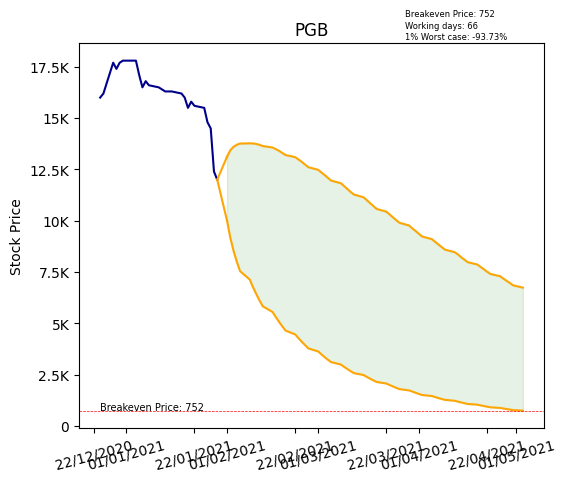 Breakeven Price: 752
Working days: 66
1% Worst case: -93.73%
PGB
Stock Price
17.5K
15K
12.5K
10K
7.5K
5K
2.5K
0
Breakeven Price: 752
22/12/2020
01/01/2021
22/01/2021
01/02/2021
22/02/2021
01/03/2021
22/03/2021
01/04/2021
22/04/2021
01/05/2021